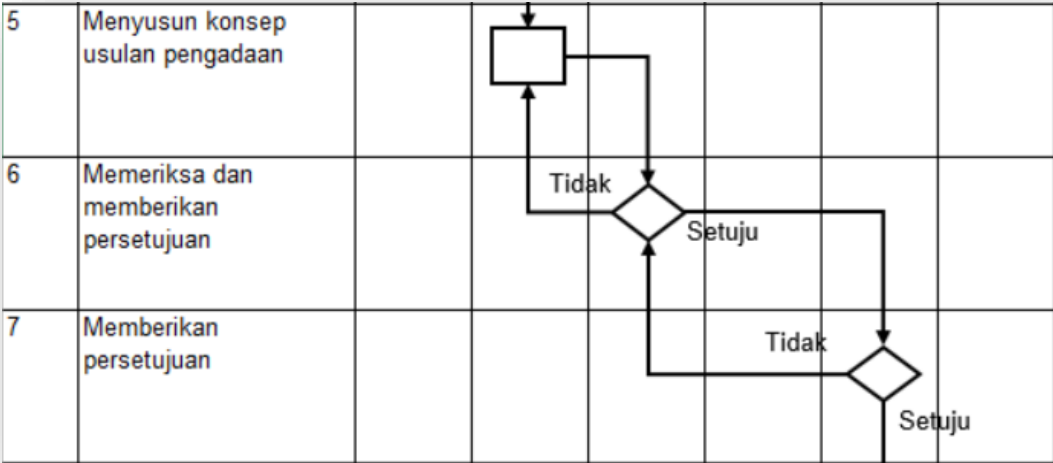 5 Menyusun konsep
usulan pengadaan
6 Memeriksa dan
memberikan
persetujuan
Tidak
Setuju
7 Memberikan
persetujuan
Tidak
Setuju